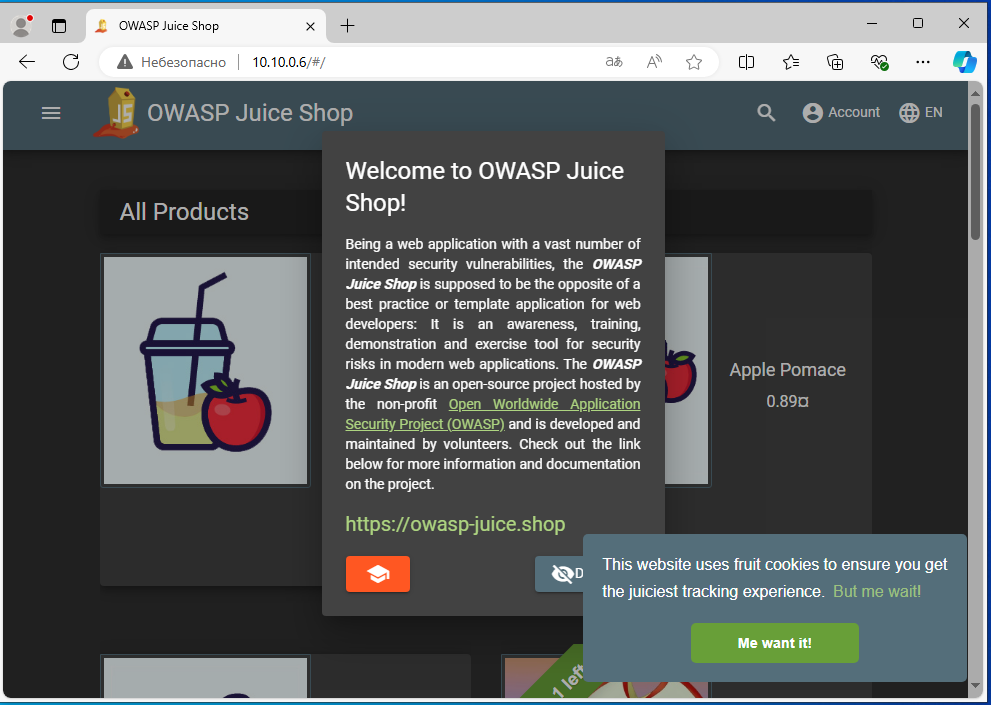 OWASP Juice Shop
Небезопасно
10.10.0.6/#/
aあ
A
JS
OWASP Juice Shop
Account
EN
All Products
Welcome to OWASP Juice
Shop!
Being a web application with a vast number of
intended security vulnerabilities, the OWASP
Juice Shop is supposed to be the opposite of a
best practice or template application for web
developers: It is an awareness, training,
demonstration and exercise tool for security
risks in modern web applications. The OWASP
Juice Shop is an open-source project hosted by
the non-profit Open Worldwide Application
Security Project (OWASP) and is developed and
maintained by volunteers. Check out the link
below for more information and documentation
on the project.
https://owasp-juice.shop
D
Apple Pomace
0.89¤
This website uses fruit cookies to ensure you get
the juiciest tracking experience. But me wait!
Me want it!
1 left